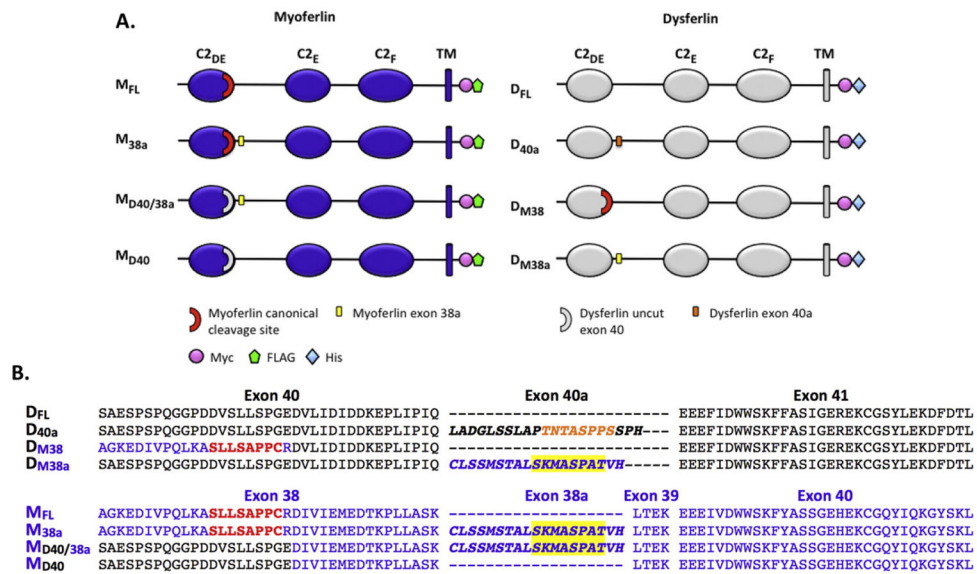 A.
Myoferlin
Dysferlin
C2DE C2E C2F TM
C2DE C2E C2F TM
MFL
DFL
M38a
D40a
MD40/38a
DM38
MD40
DM38a
Myoferlin canonical cleavage site
Myoferlin exon 38a
Dysferlin uncut exon 40
Dysferlin exon 40a
Myc FLAG His
B.
Exon 40 Exon 40a Exon 41
DFL SAESPSPQGGPDDVSLLSPGEDVLIDIDDKEPLIPIQ ------------------------- EEEFIDWWSKFFASIGEREKCGSYLEKDFDTL
D40a SAESPSPQGGPDDVSLLSPGEDVLIDIDDKEPLIPIQ LADGLSSLAPTNTASPPSSPH--- EEEFIDWWSKFFASIGEREKCGSYLEKDFDTL
DM38 AGKEDIVPQLKASLLSAPPCRDVLIDIDDKEPLIPIQ ------------------------- EEEFIDWWSKFFASIGEREKCGSYLEKDFDTL
DM38a SAESPSPQGGPDDVSLLSPGEDVLIDIDDKEPLIPIQ CLSSMSTALSKMASPATVH----- EEEFIDWWSKFFASIGEREKCGSYLEKDFDTL
Exon 38 Exon 38a Exon 39 Exon 40
MFL AGKEDIVPQLKASLLSAPPCRDIVIEMEDTKPLLASK ------------------- LTEK EEEIVDWWSKFYASSGEHEKCGQYIQKGYSKL
M38a AGKEDIVPQLKASLLSAPPCRDIVIEMEDTKPLLASK CLSSMSTALSKMASPATVH LTEK EEEIVDWWSKFYASSGEHEKCGQYIQKGYSKL
MD40/38a SAESPSPQGGPDDVSLLSPGEDIVIEMEDTKPLLASK CLSSMSTALSKMASPATVH LTEK EEEIVDWWSKFYASSGEHEKCGQYIQKGYSKL
MD40 SAESPSPQGGPDDVSLLSPGEDIVIEMEDTKPLLASK ------------------- LTEK EEEIVDWWSKFYASSGEHEKCGQYIQKGYSKL